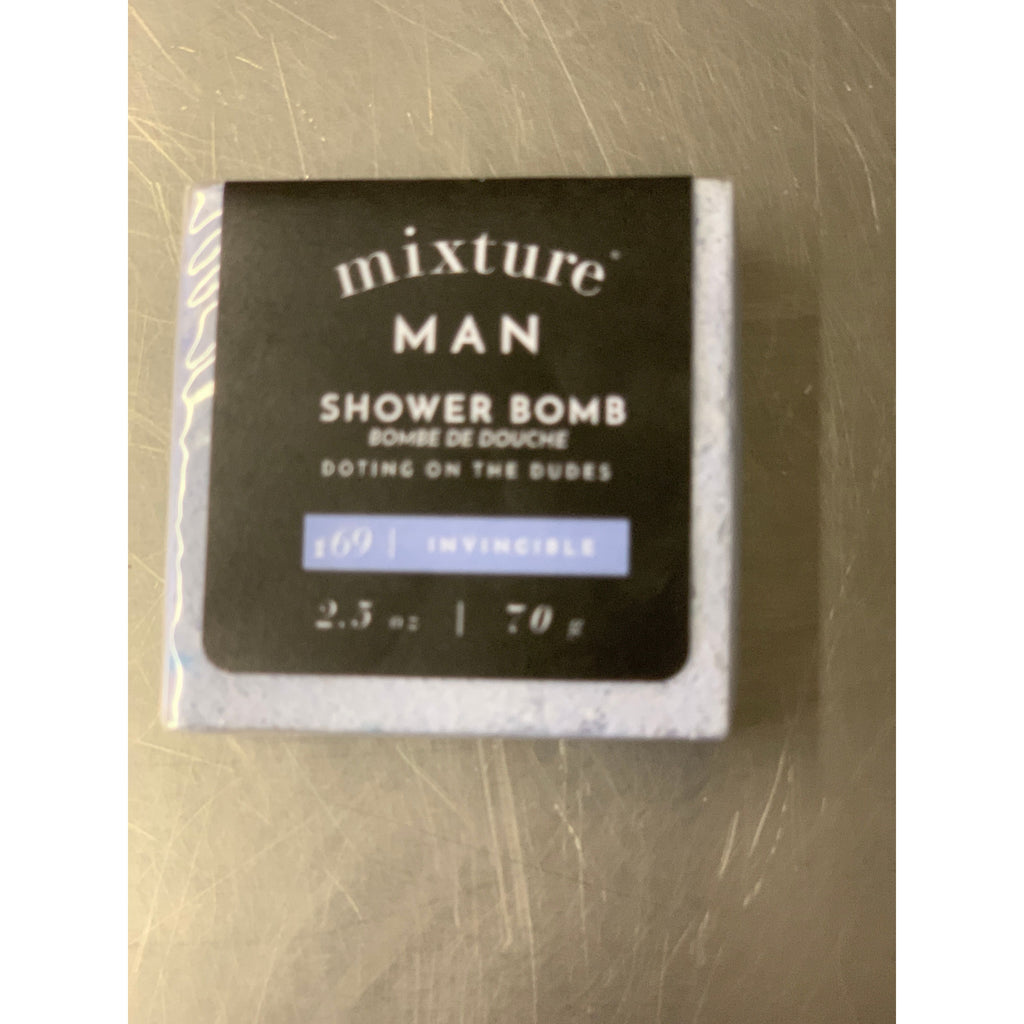 mixture
MAN
SHOWER BOMB
BOMBE DE DOUCHE
DOTING ON THE DUDES
169 | INVINCIBLE
2.5 oz | 70 g